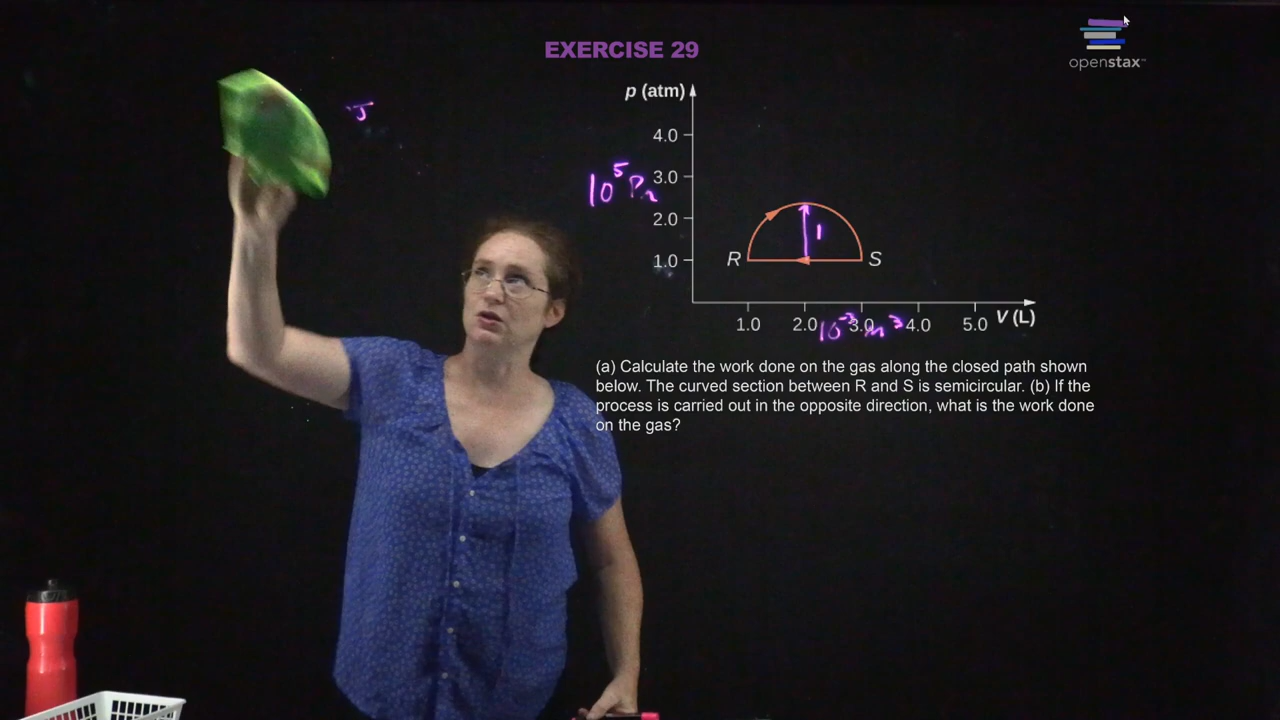 EXERCISE 29
openstax™
J
p (atm)
4.0
10⁵ Pa
3.0
2.0
1
1.0
R
S
1.0 2.0 3.0 4.0 5.0 V (L)
10⁻³ m³
(a) Calculate the work done on the gas along the closed path shown
below. The curved section between R and S is semicircular. (b) If the
process is carried out in the opposite direction, what is the work done
on the gas?